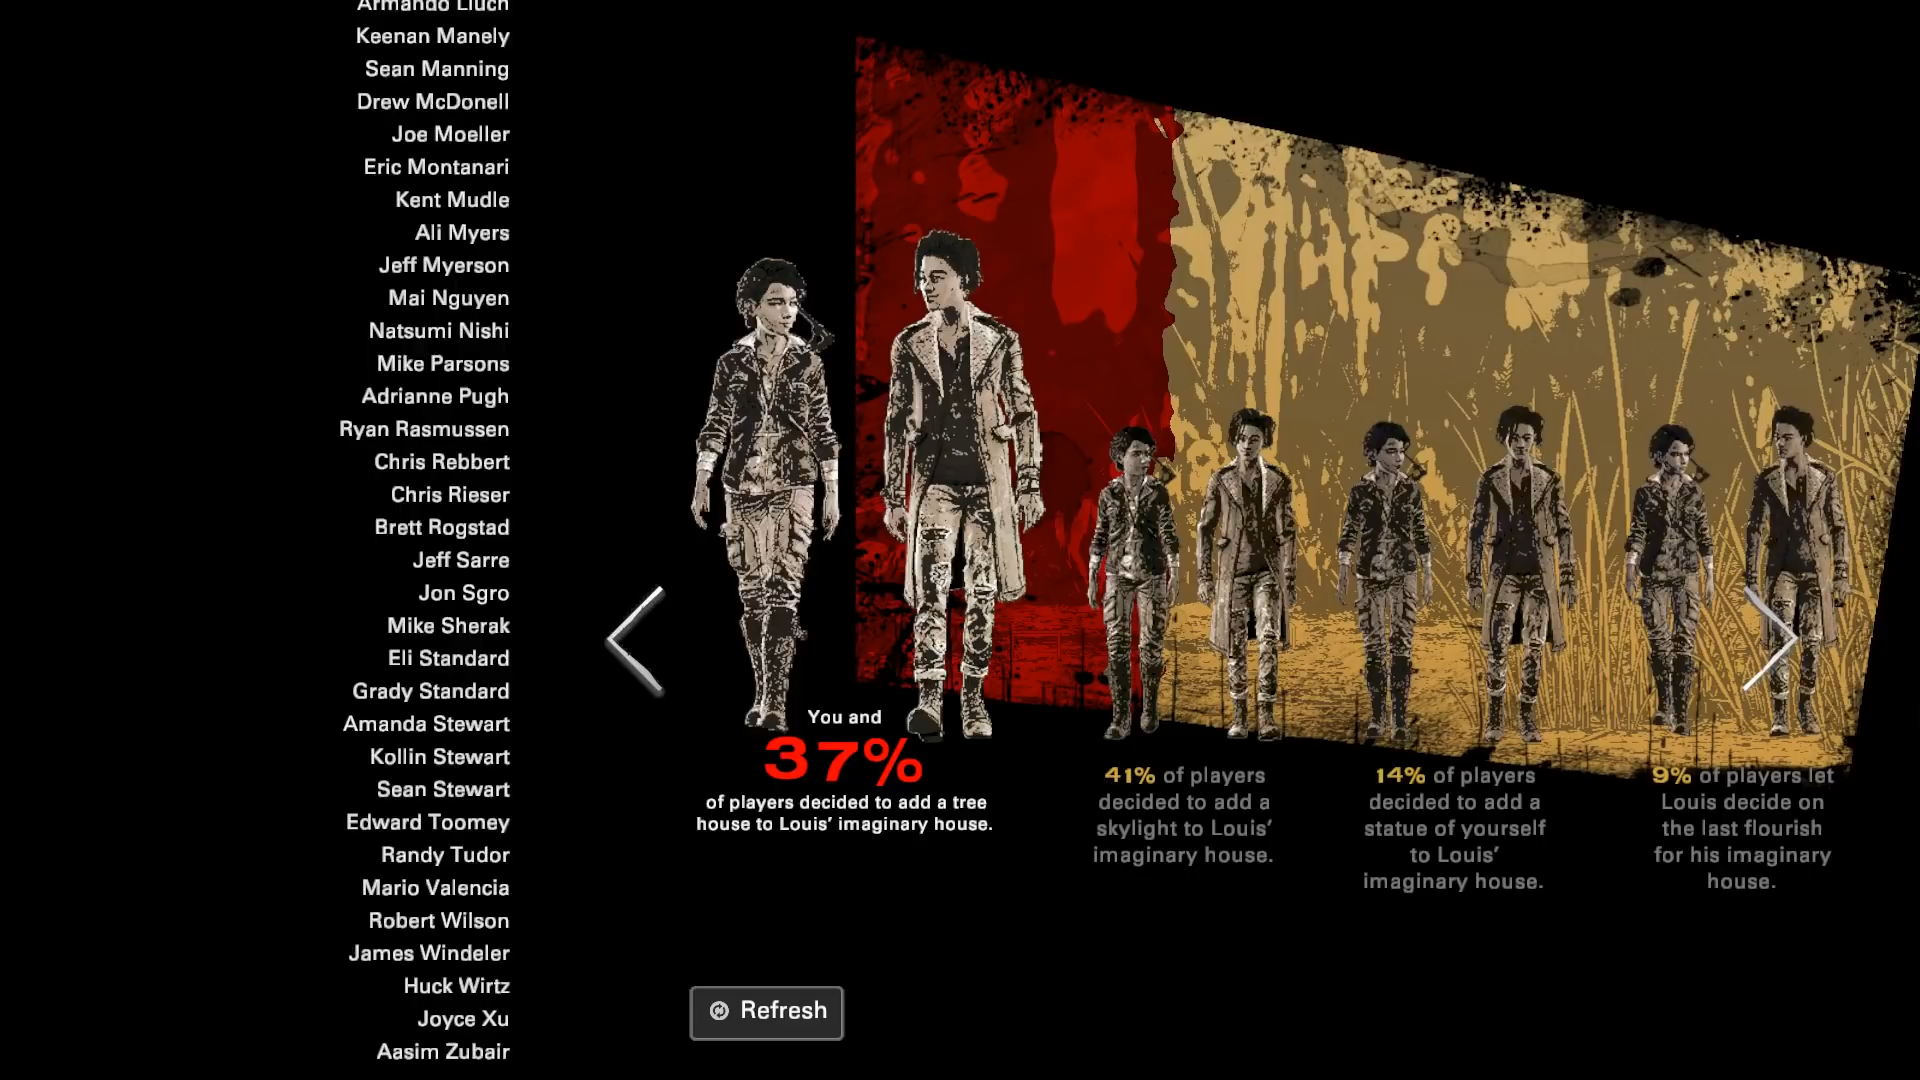 Armando Lluch
Keenan Manely
Sean Manning
Drew McDonell
Joe Moeller
Eric Montanari
Kent Mudle
Ali Myers
Jeff Myerson
Mai Nguyen
Natsumi Nishi
Mike Parsons
Adrianne Pugh
Ryan Rasmussen
Chris Rebbert
Chris Rieser
Brett Rogstad
Jeff Sarre
Jon Sgro
Mike Sherak
Eli Standard
Grady Standard
Amanda Stewart
Kollin Stewart
Sean Stewart
Edward Toomey
Randy Tudor
Mario Valencia
Robert Wilson
James Windeler
Huck Wirtz
Joyce Xu
Aasim Zubair
You and
37%
of players decided to add a tree
house to Louis' imaginary house.
41% of players
decided to add a
skylight to Louis'
imaginary house.
14% of players
decided to add a
statue of yourself
to Louis'
imaginary house.
9% of players let
Louis decide on
the last flourish
for his imaginary
house.
Refresh